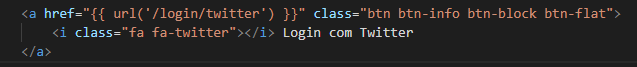 <a href="{{ url('/login/twitter') }}" class="btn btn-info btn-block btn-flat">
<i class="fa fa-twitter"></i> Login com Twitter
</a>